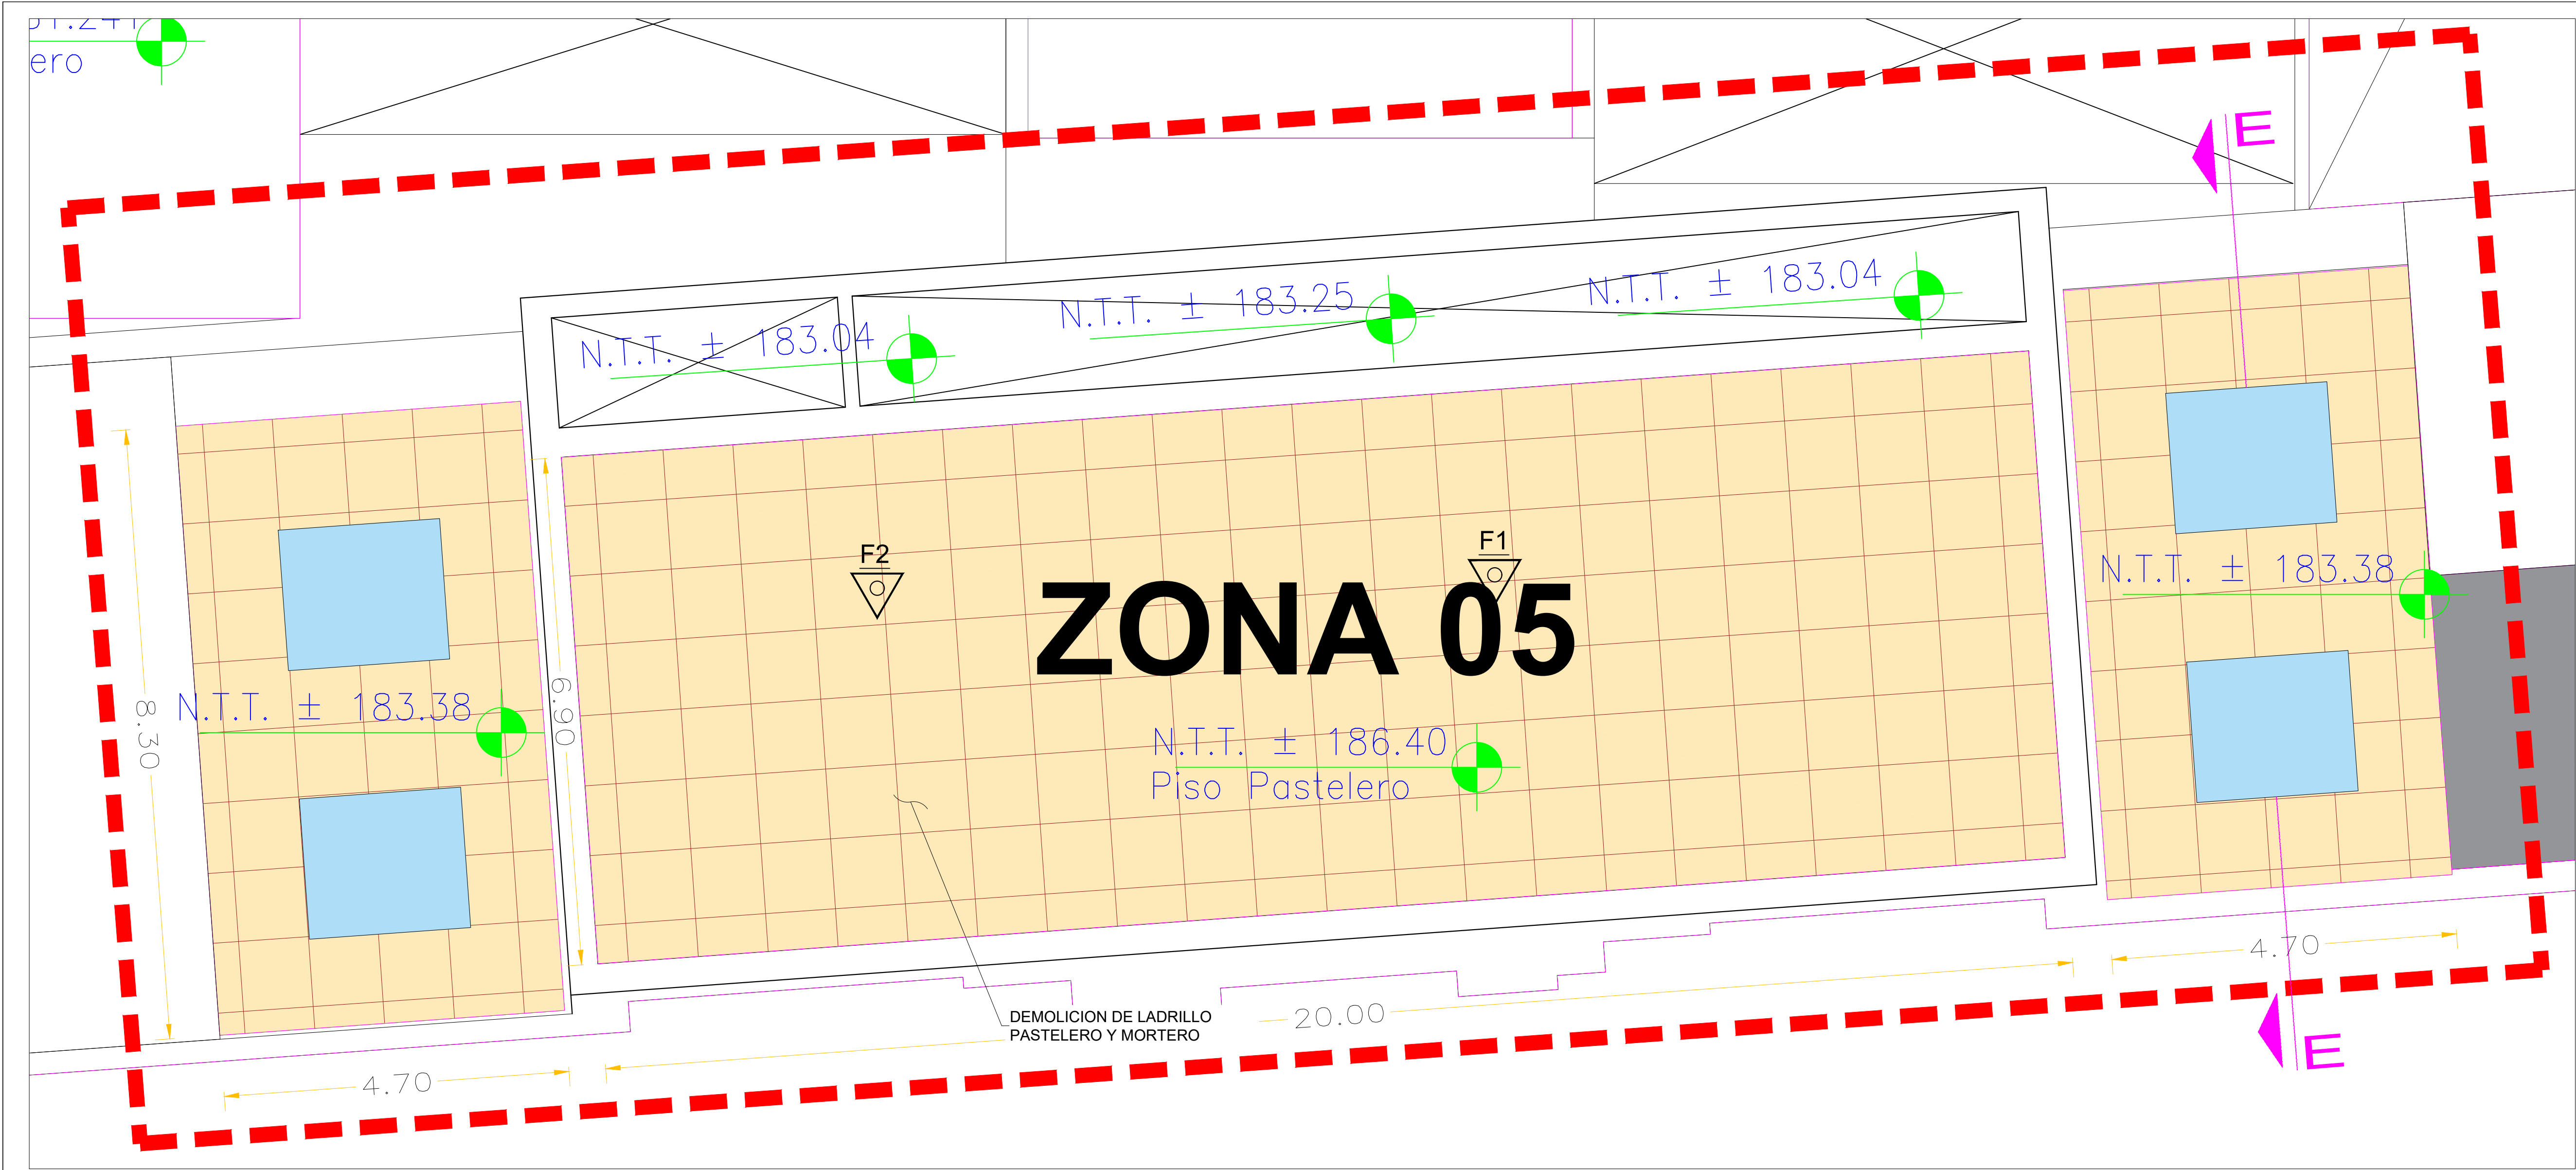 ero
E
N.T.T. ± 183.04
N.T.T. ± 183.25
N.T.T. ± 183.04
F2
F1
ZONA 05
N.T.T. ± 183.38
N.T.T. ± 183.38
8.30
6.90
N.T.T. ± 186.40
Piso Pastelero
DEMOLICION DE LADRILLO
PASTELERO Y MORTERO
20.00
4.70
4.70
E